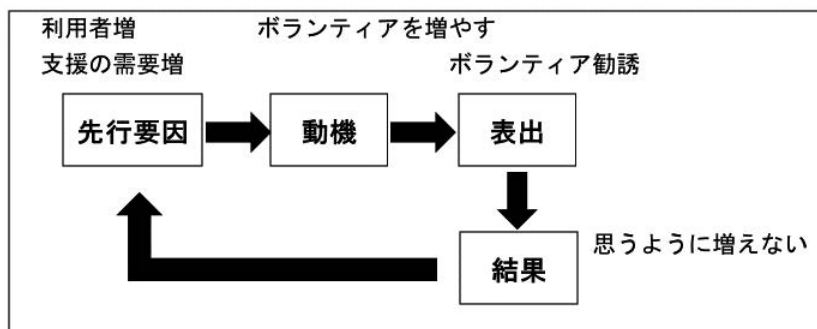 利用者増
支援の需要増
ボランティアを増やす
ボランティア勧誘
先行要因
動機
表出
結果
思うように増えない